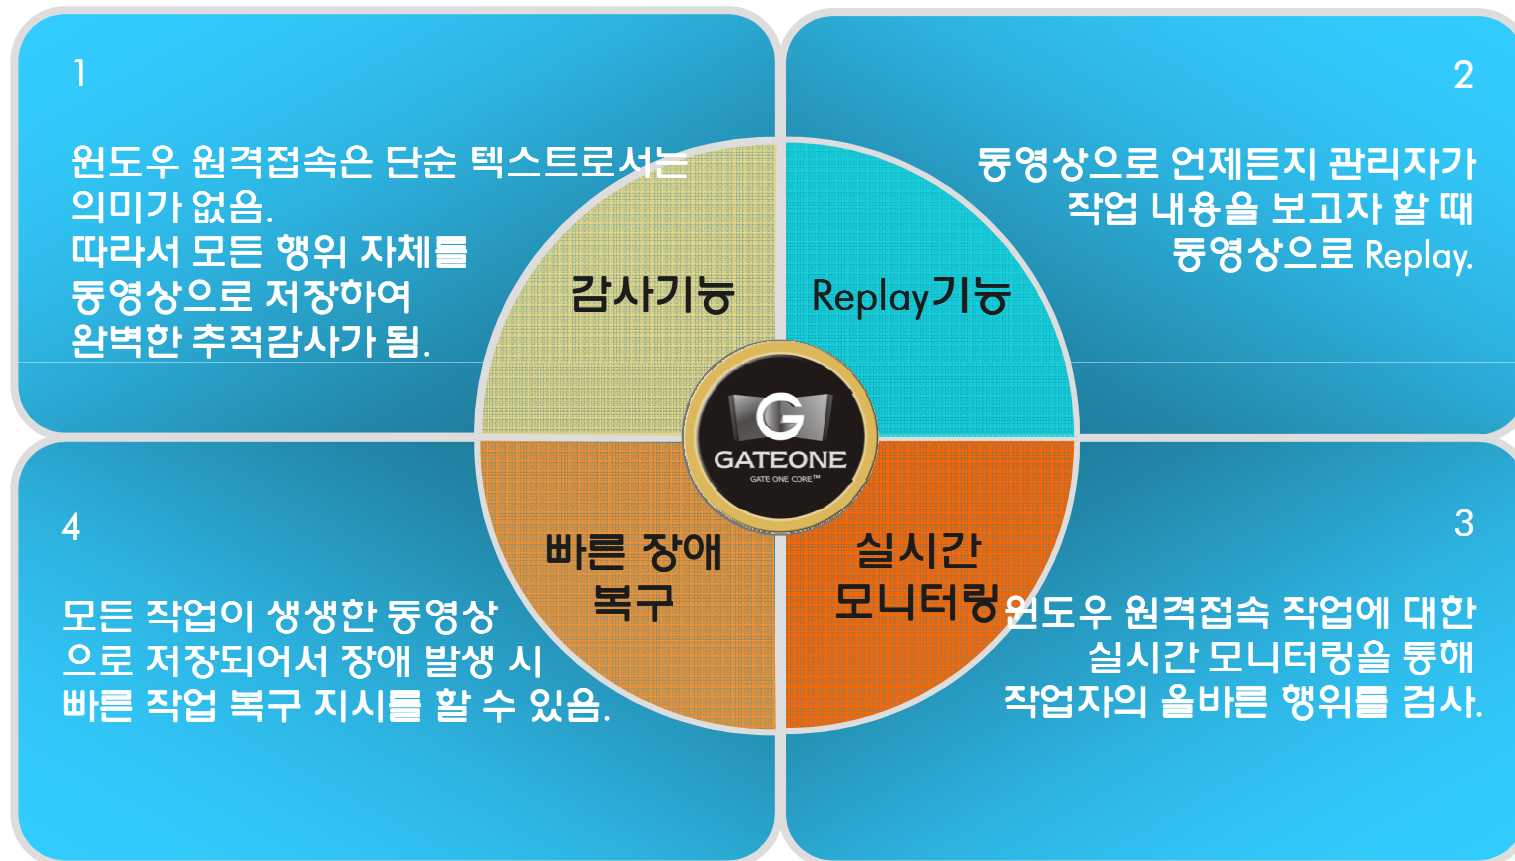 1
윈도우 원격접속은 단순 텍스트로서는
의미가 없음.
따라서 모든 행위 자체를
동영상으로 저장하여
완벽한 추적감사가 됨.
감사기능
2
동영상으로 언제든지 관리자가
작업 내용을 보고자 할 때
동영상으로 Replay.
Replay기능
G
GATEONE
GATE ONE CORE™
4
모든 작업이 생생한 동영상
으로 저장되어서 장애 발생 시
빠른 작업 복구 지시를 할 수 있음.
빠른 장애
복구
3
윈도우 원격접속 작업에 대한
실시간 모니터링을 통해
작업자의 올바른 행위를 검사.
실시간
모니터링